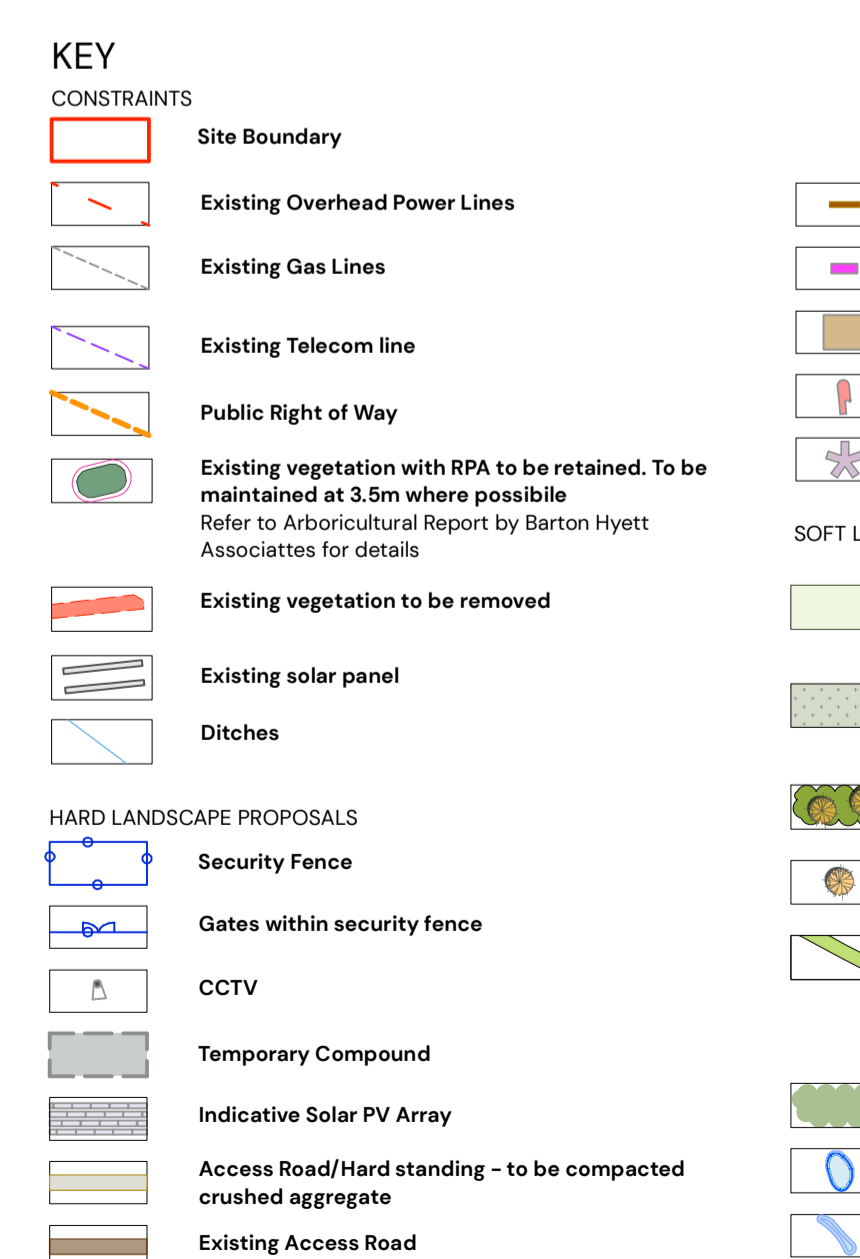 KEY
CONSTRAINTS
Site Boundary
Existing Overhead Power Lines
Existing Gas Lines
Existing Telecom line
Public Right of Way
Existing vegetation with RPA to be retained. To be
maintained at 3.5m where possibile
Refer to Arboricultural Report by Barton Hyett
Associattes for details
Existing vegetation to be removed
Existing solar panel
Ditches
HARD LANDSCAPE PROPOSALS
Security Fence
Gates within security fence
CCTV
Temporary Compound
Indicative Solar PV Array
Access Road/Hard standing - to be compacted
crushed aggregate
Existing Access Road
SOFT L